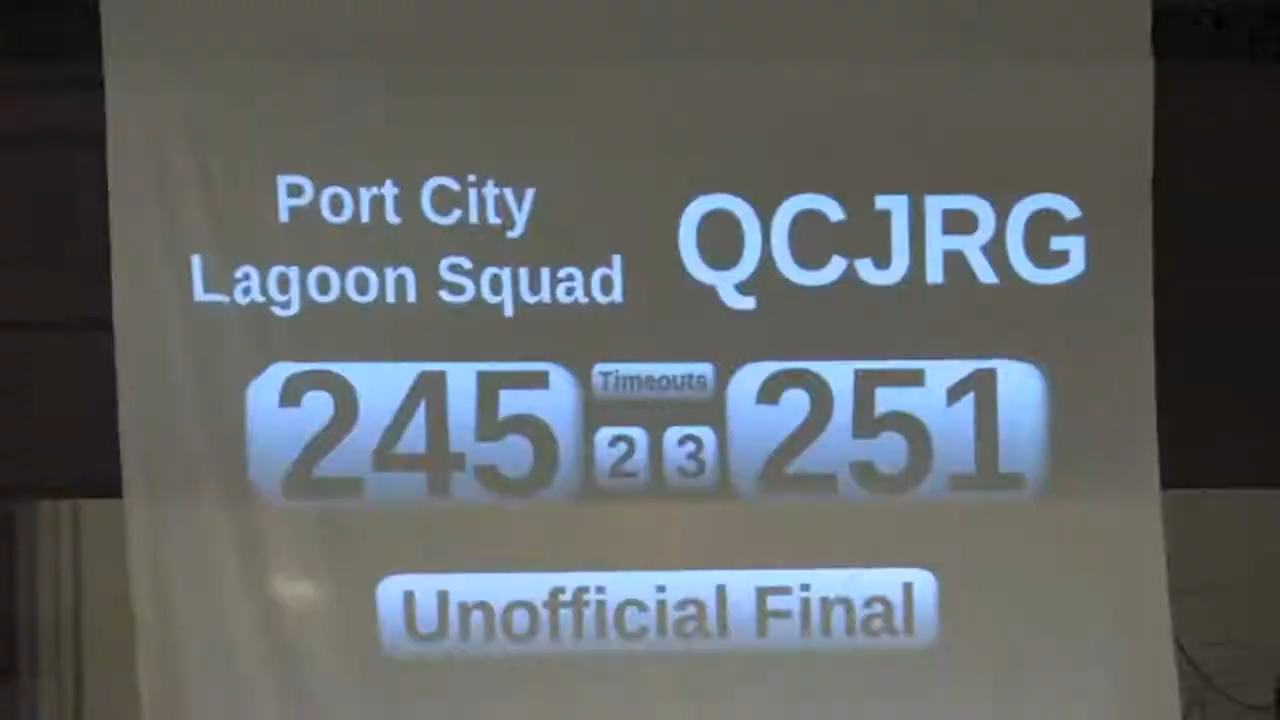 Port City
Lagoon Squad
QCJRG
245
Timeouts
2 3
251
Unofficial Final